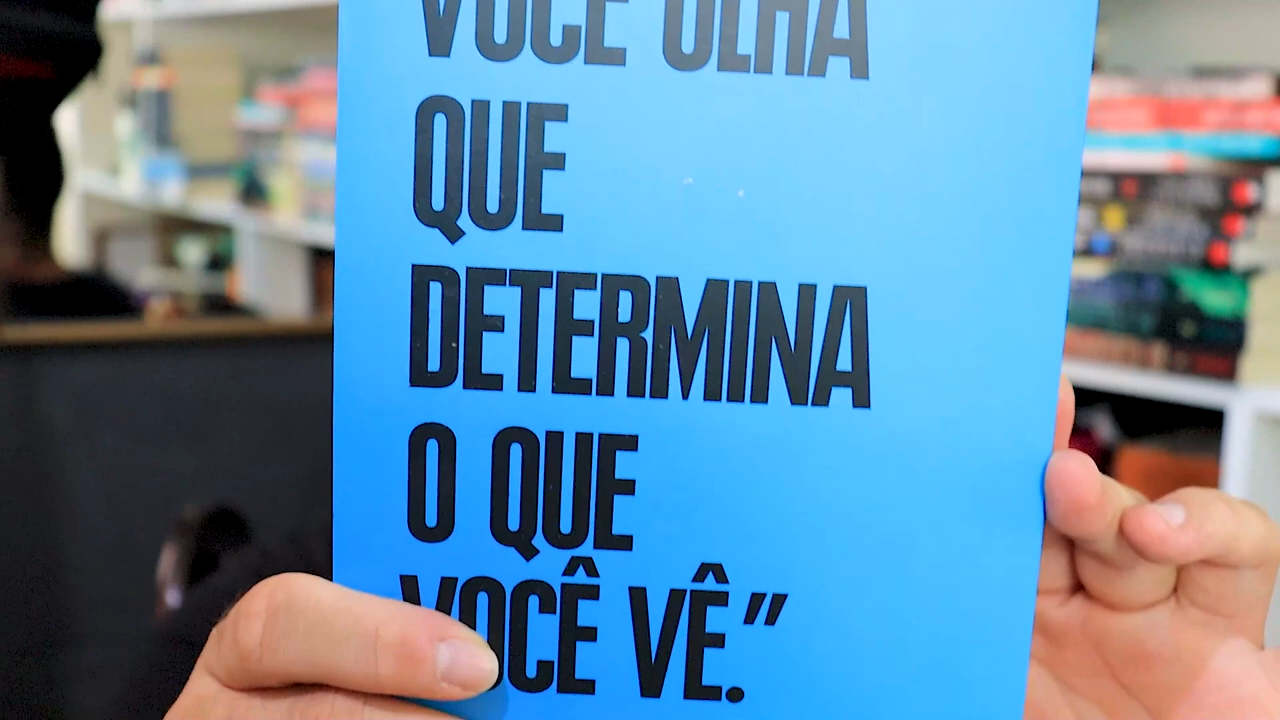 VOCÊ OLHA
QUE
DETERMINA
O QUE
VOCÊ VÊ.”